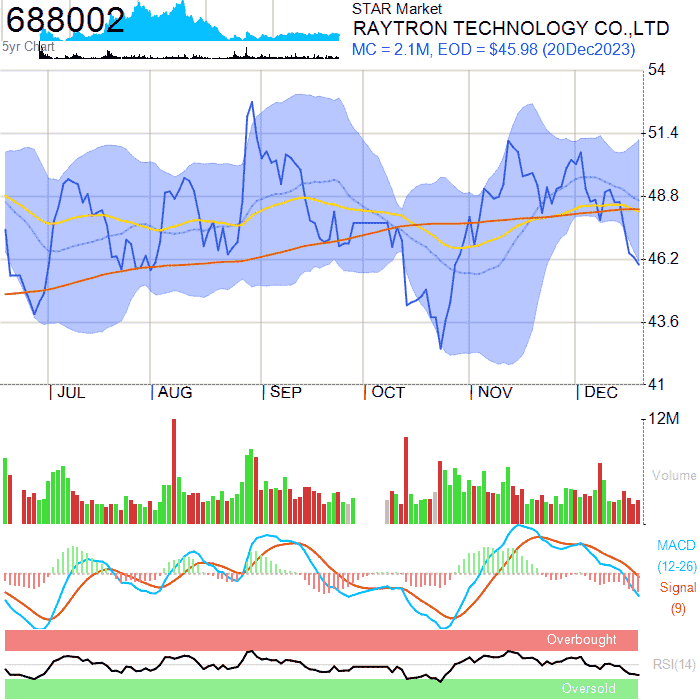 688002
5yr Chart
STAR Market
RAYTRON TECHNOLOGY CO.,LTD
MC = 2.1M, EOD = $45.98 (20Dec2023)
54
51.4
48.8
46.2
43.6
41
JUL AUG SEP OCT NOV DEC
12M
Volume
MACD
(12-26)
Signal
(9)
Overbought
RSI(14)
Oversold